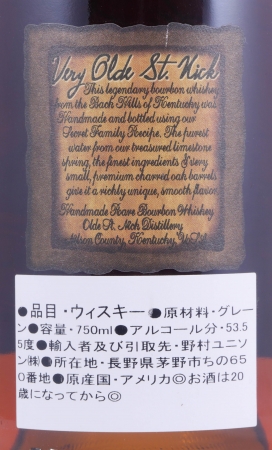 Very Olde St. Nick
This legendary bourbon whiskey
from the Back Hills of Kentucky was
Handmade and bottled using our
Secret Family Recipe. The purest
water from our treasured limestone
spring, the finest ingredients & very
small, premium charred oak barrels
give it a richly unique, smooth flavor.
Handmade Rare Bourbon Whiskey
Olde St. Nick Distillery
Nelson County, Kentucky, U.S.A.
●品目・ウィスキー●原材料・グレー
ン●容量・750ml●アルコール分・53.5
5度●輸入者及び引取先・野村ユニソ
ン㈱●所在地・長野県茅野市ちの65
0番地●原産国・アメリカ◎お酒は20
歳になってから◎